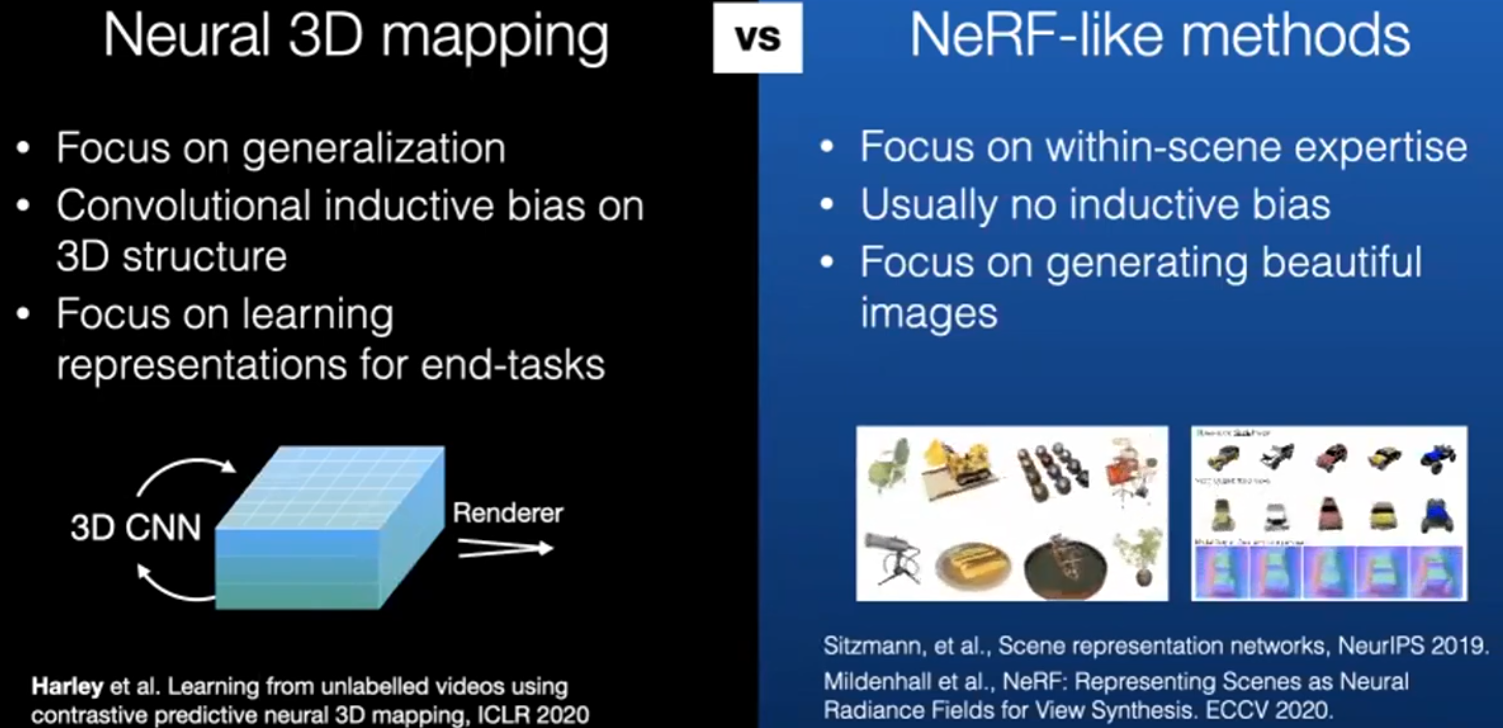 Neural 3D mapping
vs
NeRF-like methods
• Focus on generalization
• Convolutional inductive bias on
3D structure
• Focus on learning
representations for end-tasks
3D CNN
Renderer
Harley et al. Learning from unlabelled videos using
contrastive predictive neural 3D mapping, ICLR 2020
• Focus on within-scene expertise
• Usually no inductive bias
• Focus on generating beautiful
images
Sitzmann, et al., Scene representation networks, NeurIPS 2019.
Mildenhall et al., NeRF: Representing Scenes as Neural
Radiance Fields for View Synthesis. ECCV 2020.